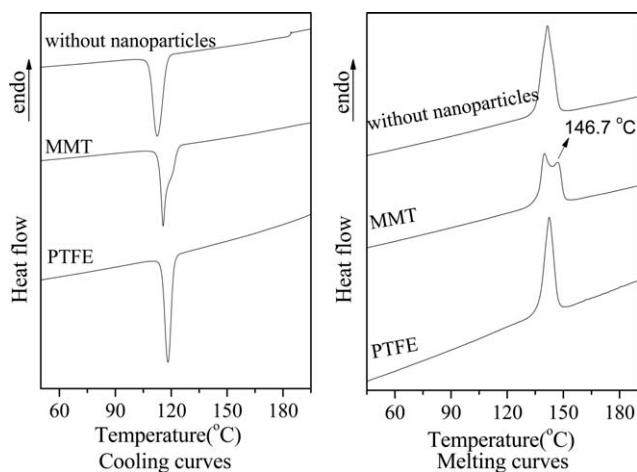 endo
Heat flow
without nanoparticles
MMT
PTFE
60 90 120 150 180
Temperature(°C)
Cooling curves
endo
Heat flow
without nanoparticles
146.7 °C
MMT
PTFE
60 90 120 150 180
Temperature(°C)
Melting curves